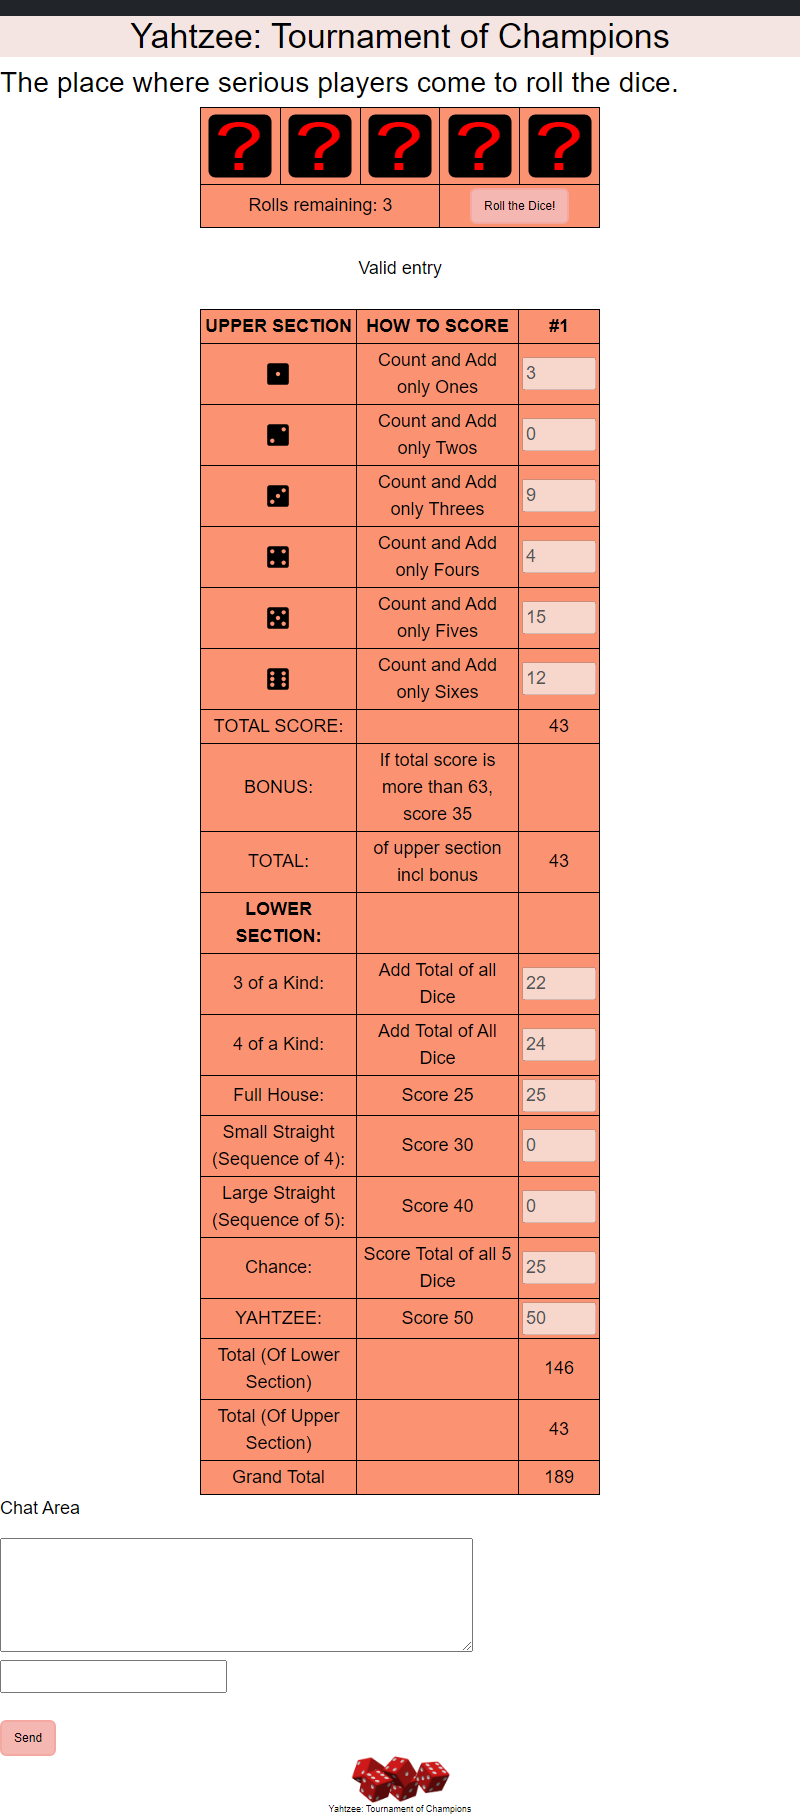 Yahtzee: Tournament of Champions
The place where serious players come to roll the dice.
? ? ? ? ?
Rolls remaining: 3 Roll the Dice!
Valid entry
UPPER SECTION HOW TO SCORE #1
Count and Add
only Ones
3
Count and Add
only Twos
0
Count and Add
only Threes
9
Count and Add
only Fours
4
Count and Add
only Fives
15
Count and Add
only Sixes
12
TOTAL SCORE: 43
BONUS:
If total score is
more than 63,
score 35
TOTAL:
of upper section
incl bonus
43
LOWER
SECTION:
3 of a Kind:
Add Total of all
Dice
22
4 of a Kind:
Add Total of All
Dice
24
Full House: Score 25 25
Small Straight
(Sequence of 4):
Score 30 0
Large Straight
(Sequence of 5):
Score 40 0
Chance:
Score Total of all 5
Dice
25
YAHTZEE: Score 50 50
Total (Of Lower
Section)
146
Total (Of Upper
Section)
43
Grand Total 189
Chat Area
Send
Yahtzee: Tournament of Champions